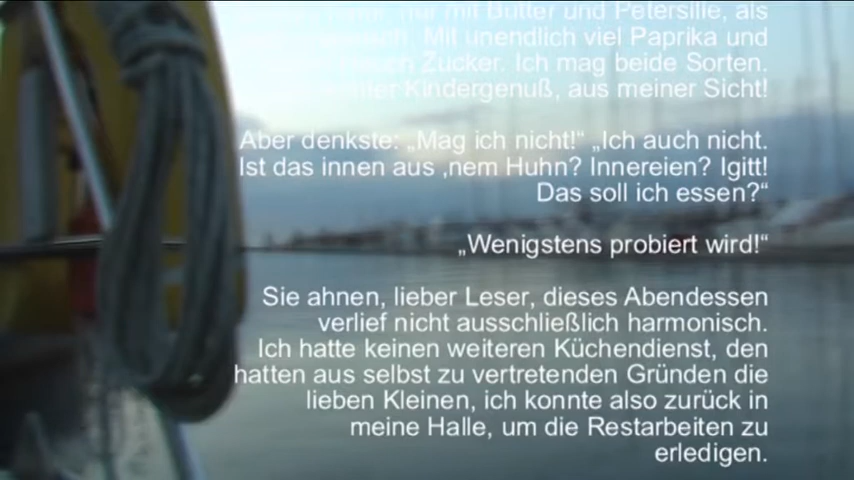 nur mit Butter und Petersilie, als
Mit unendlich viel Paprika und
Zucker. Ich mag beide Sorten.
Kindergenuß, aus meiner Sicht!
Aber denkste: „Mag ich nicht!“ „Ich auch nicht.
Ist das innen aus ‚nem Huhn? Innereien? Igitt!
Das soll ich essen?“
„Wenigstens probiert wird!“
Sie ahnen, lieber Leser, dieses Abendessen
verlief nicht ausschließlich harmonisch.
Ich hatte keinen weiteren Küchendienst, den
hatten aus selbst zu vertretenden Gründen die
lieben Kleinen, ich konnte also zurück in
meine Halle, um die Restarbeiten zu
erledigen.